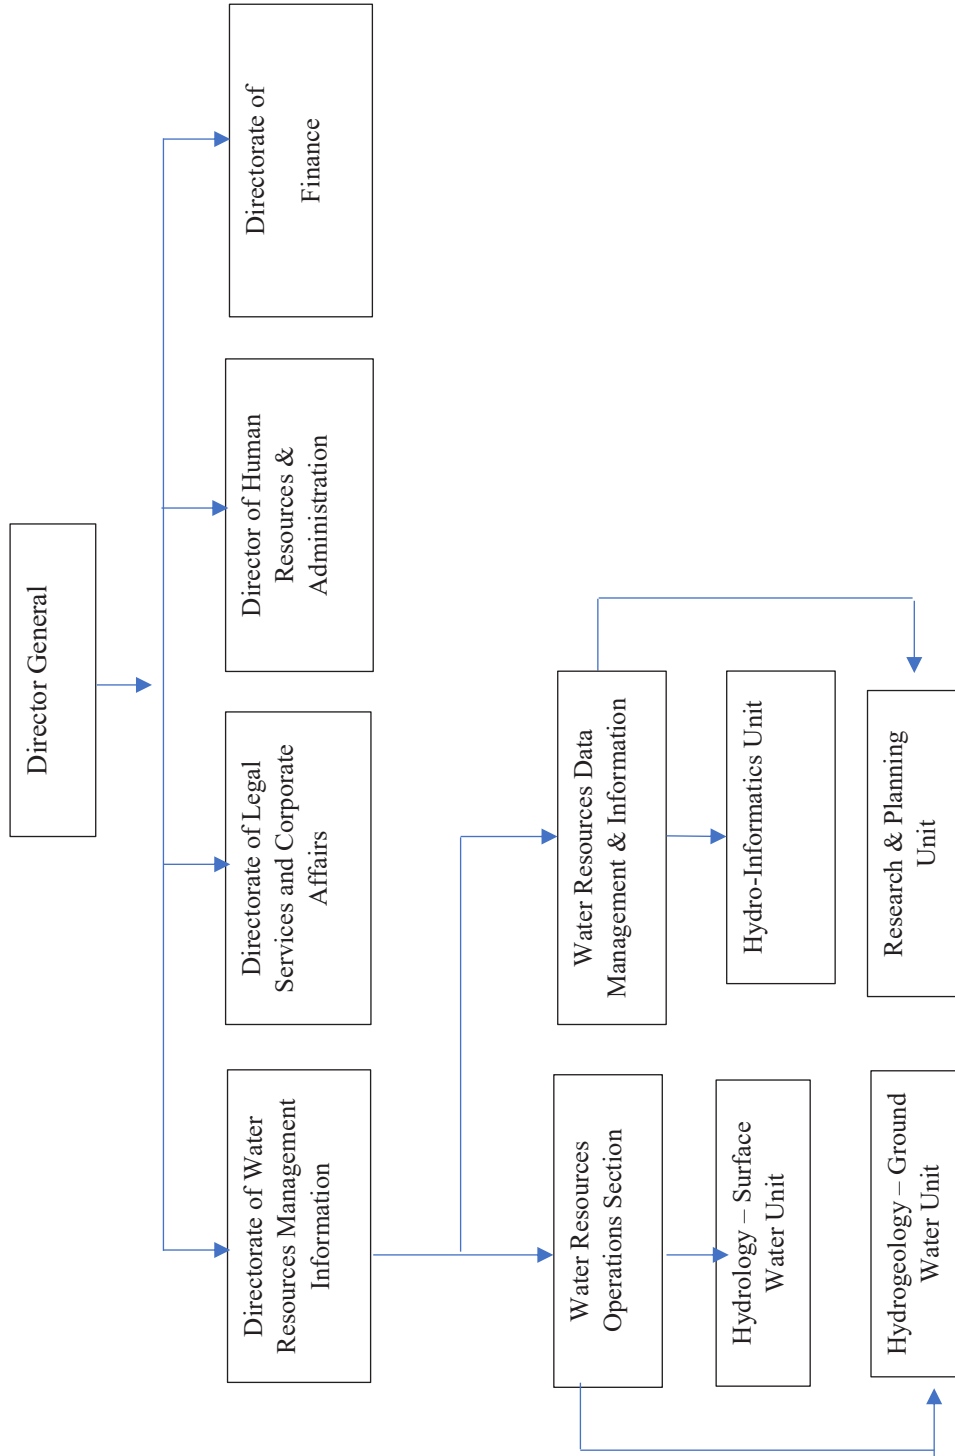 Director General
Directorate of Water
Resources Management
Information
Directorate of Legal
Services and Corporate
Affairs
Director of Human
Resources &
Administration
Directorate of
Finance
Water Resources
Operations Section
Water Resources Data
Management & Information
Hydrology – Surface
Water Unit
Hydro-Informatics Unit
Hydrogeology – Ground
Water Unit
Research & Planning
Unit